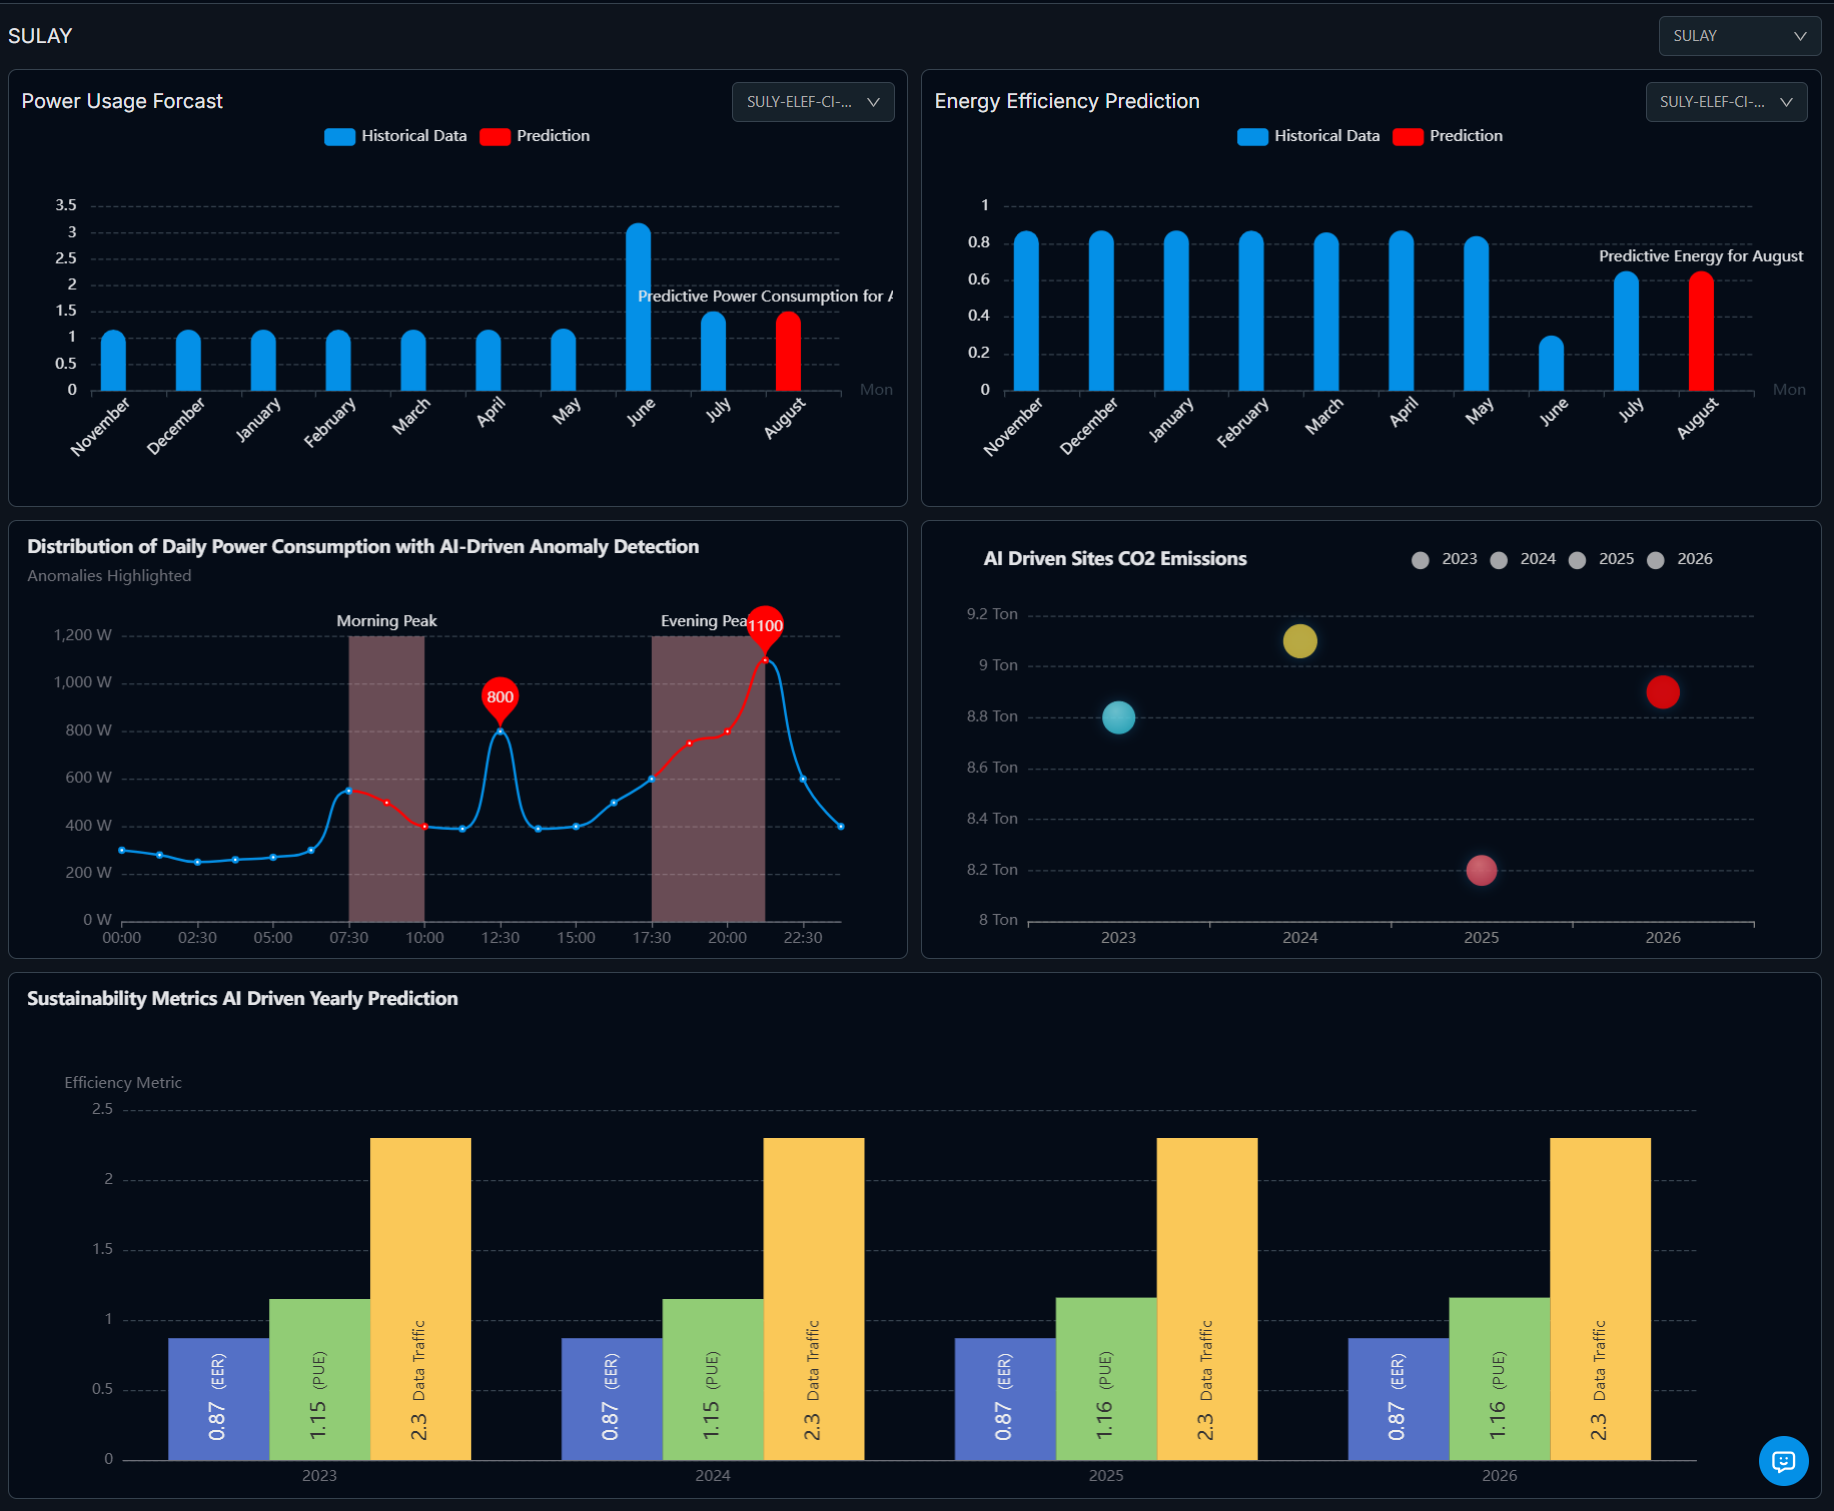 SULAY
SULAY
Power Usage Forcast
SULY-ELEF-CI-...
Historical Data
Prediction
3.5
3
2.5
2
1.5
1
0.5
0
Predictive Power Consumption for A
November
December
January
February
March
April
May
June
July
August
Mon
Energy Efficiency Prediction
SULY-ELEF-CI-...
Historical Data
Prediction
1
0.8
0.6
0.4
0.2
0
Predictive Energy for August
November
December
January
February
March
April
May
June
July
August
Mon
Distribution of Daily Power Consumption with AI-Driven Anomaly Detection
Anomalies Highlighted
Morning Peak
Evening Pea
1100
800
1,200 W
1,000 W
800 W
600 W
400 W
200 W
0 W
00:00
02:30
05:00
07:30
10:00
12:30
15:00
17:30
20:00
22:30
AI Driven Sites CO2 Emissions
2023
2024
2025
2026
9.2 Ton
9 Ton
8.8 Ton
8.6 Ton
8.4 Ton
8.2 Ton
8 Ton
2023
2024
2025
2026
Sustainability Metrics AI Driven Yearly Prediction
Efficiency Metric
2.5
2
1.5
1
0.5
0
0.87 (EER)
1.15 (PUE)
2.3 Data Traffic
0.87 (EER)
1.15 (PUE)
2.3 Data Traffic
0.87 (EER)
1.16 (PUE)
2.3 Data Traffic
0.87 (EER)
1.16 (PUE)
2.3 Data Traffic
2023
2024
2025
2026